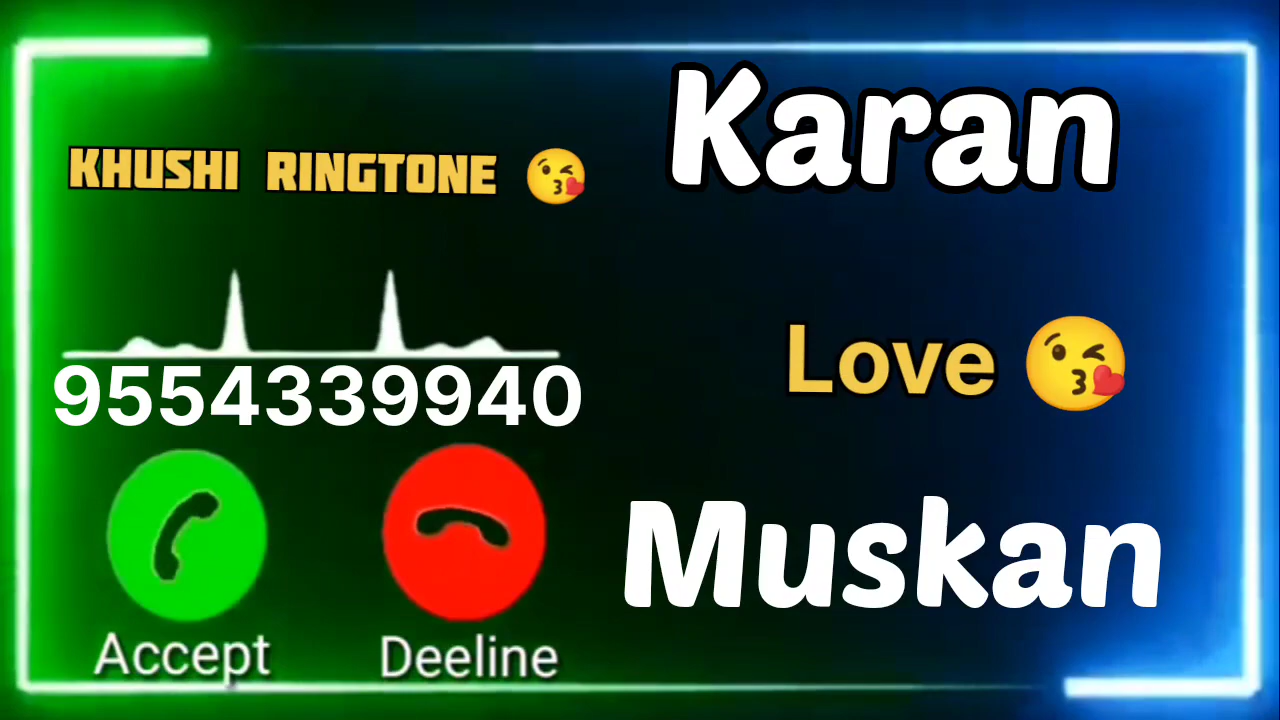 KHUSHI RINGTONE 😘
9554339940
Accept
Deeline
Karan
Love 😘
Muskan